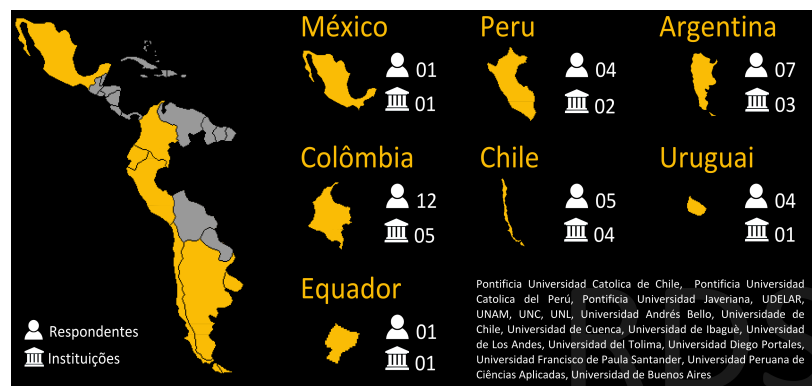 México
01
01
Peru
04
02
Argentina
07
03
Colômbia
12
05
Chile
05
04
Uruguai
04
01
Equador
01
01
Respondentes
Instituições
Pontificia Universidad Catolica de Chile, Pontificia Universidad
Catolica del Perú, Pontificia Universidad Javeriana, UDELAR,
UNAM, UNC, UNL, Universidad Andrés Bello, Universidade de
Chile, Universidad de Cuenca, Universidad de Ibaguè, Universidad
de Los Andes, Universidad del Tolima, Universidad Diego Portales,
Universidad Francisco de Paula Santander, Universidad Peruana de
Ciências Aplicadas, Universidad de Buenos Aires